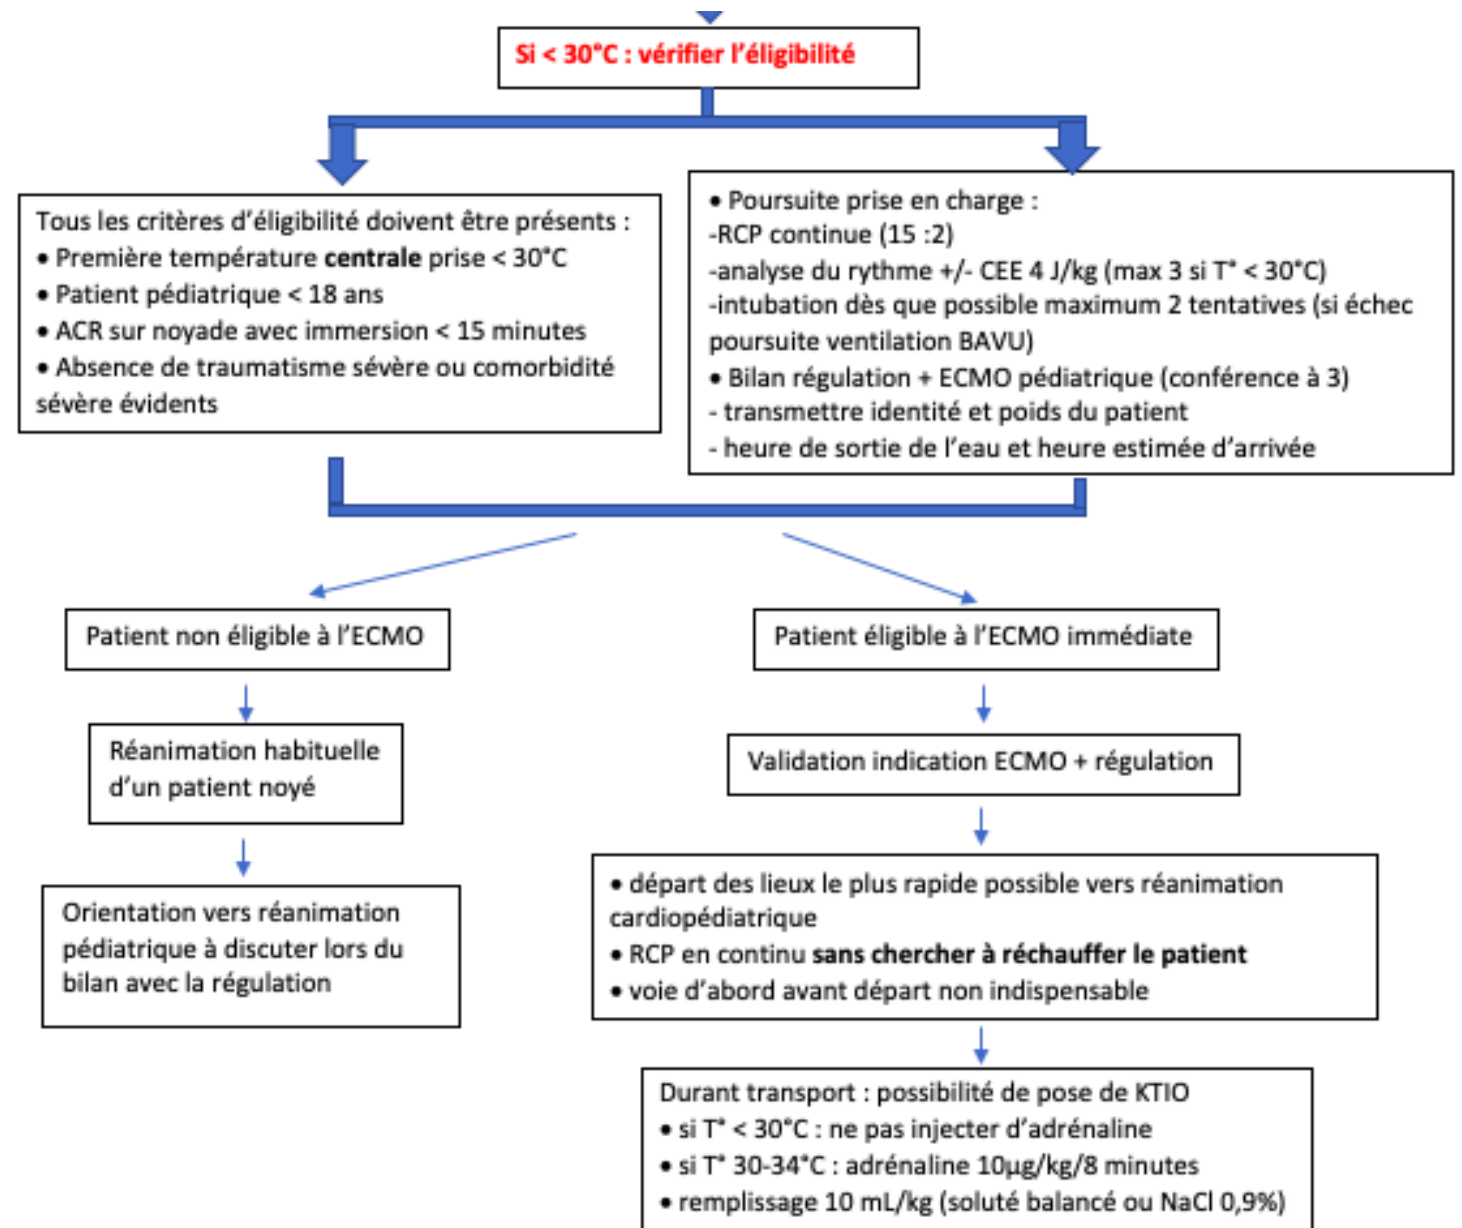 Si < 30°C : vérifier l’éligibilité
Tous les critères d’éligibilité doivent être présents :
• Première température centrale prise < 30°C
• Patient pédiatrique < 18 ans
• ACR sur noyade avec immersion < 15 minutes
• Absence de traumatisme sévère ou comorbidité
sévère évidents
• Poursuite prise en charge :
-RCP continue (15 :2)
-analyse du rythme +/- CEE 4 J/kg (max 3 si T° < 30°C)
-intubation dès que possible maximum 2 tentatives (si échec
poursuite ventilation BAVU)
• Bilan régulation + ECMO pédiatrique (conférence à 3)
- transmettre identité et poids du patient
- heure de sortie de l’eau et heure estimée d’arrivée
Patient non éligible à l’ECMO
Réanimation habituelle
d’un patient noyé
Orientation vers réanimation
pédiatrique à discuter lors du
bilan avec la régulation
Patient éligible à l’ECMO immédiate
Validation indication ECMO + régulation
• départ des lieux le plus rapide possible vers réanimation
cardiopédiatrique
• RCP en continu sans chercher à réchauffer le patient
• voie d’abord avant départ non indispensable
Durant transport : possibilité de pose de KTIO
• si T° < 30°C : ne pas injecter d’adrénaline
• si T° 30-34°C : adrénaline 10µg/kg/8 minutes
• remplissage 10 mL/kg (soluté balancé ou NaCl 0,9%)